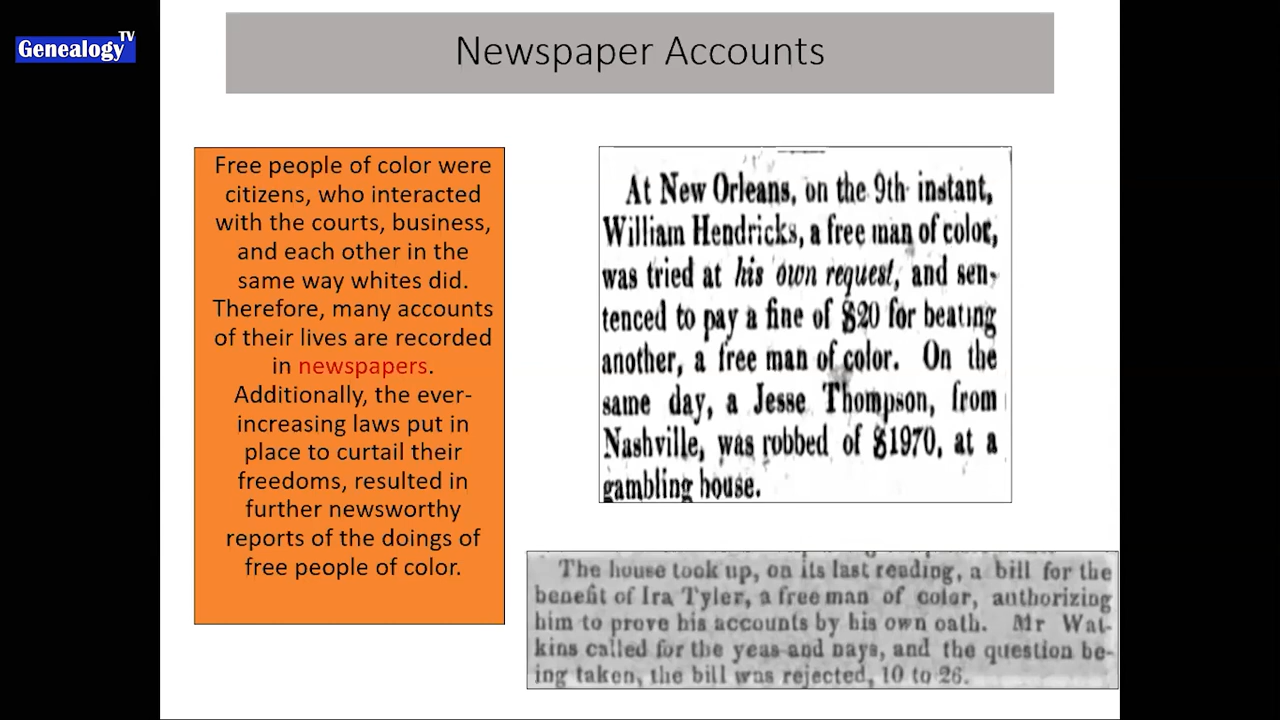 Genealogy TV
Newspaper Accounts
Free people of color were
citizens, who interacted
with the courts, business,
and each other in the
same way whites did.
Therefore, many accounts
of their lives are recorded
in newspapers.
Additionally, the ever-
increasing laws put in
place to curtail their
freedoms, resulted in
further newsworthy
reports of the doings of
free people of color.
At New Orleans, on the 9th instant,
William Hendricks, a free man of color,
was tried at his own request, and sen-
tenced to pay a fine of $20 for beating
another, a free man of color. On the
same day, a Jesse Thompson, from
Nashville, was robbed of $1970, at a
gambling house.
The house took up, on its last reading, a bill for the
benefit of Ira Tyler, a free man of color, authorizing
him to prove his accounts by his own oath. Mr Wat-
kins called for the yeas and nays, and the question be-
ing taken, the bill was rejected, 10 to 26.